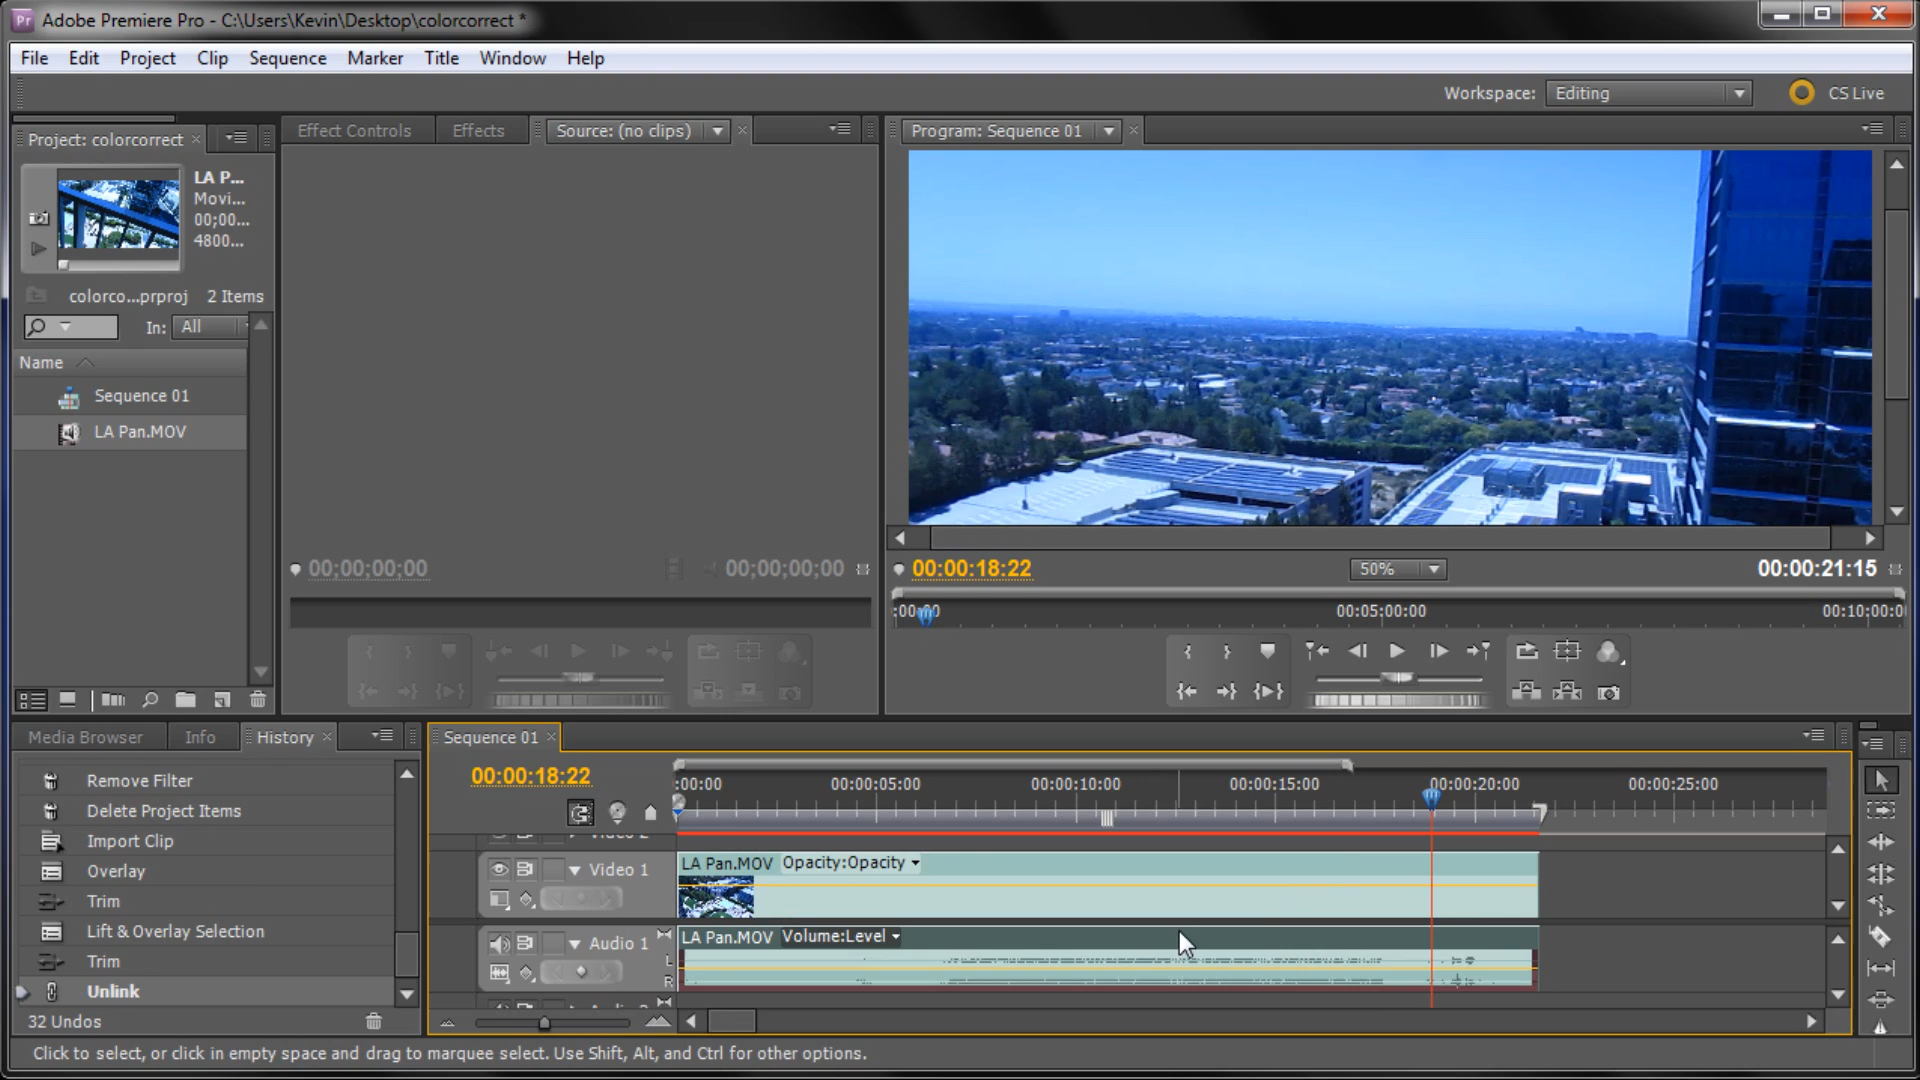 Pr Adobe Premiere Pro - C:\Users\Kevin\Desktop\colorcorrect *
File Edit Project Clip Sequence Marker Title Window Help
Workspace: Editing CS Live
Project: colorcorrect
Effect Controls Effects Source: (no clips)
Program: Sequence 01
LA P...
Movi...
00;00...
4800...
colorco...prproj 2 Items
In: All
Name
Sequence 01
LA Pan.MOV
00;00;00;00 00;00;00;00
00:00:18:22 50% 00:00:21:15
00:05:00:00 00:10:00:0
Media Browser Info History
Remove Filter
Delete Project Items
Import Clip
Overlay
Trim
Lift & Overlay Selection
Trim
Unlink
32 Undos
Sequence 01
00:00:18:22
:00:00 00:00:05:00 00:00:10:00 00:00:15:00 00:00:20:00 00:00:25:00
Video 1 LA Pan.MOV Opacity:Opacity
Audio 1 LA Pan.MOV Volume:Level
L
R
Click to select, or click in empty space and drag to marquee select. Use Shift, Alt, and Ctrl for other options.